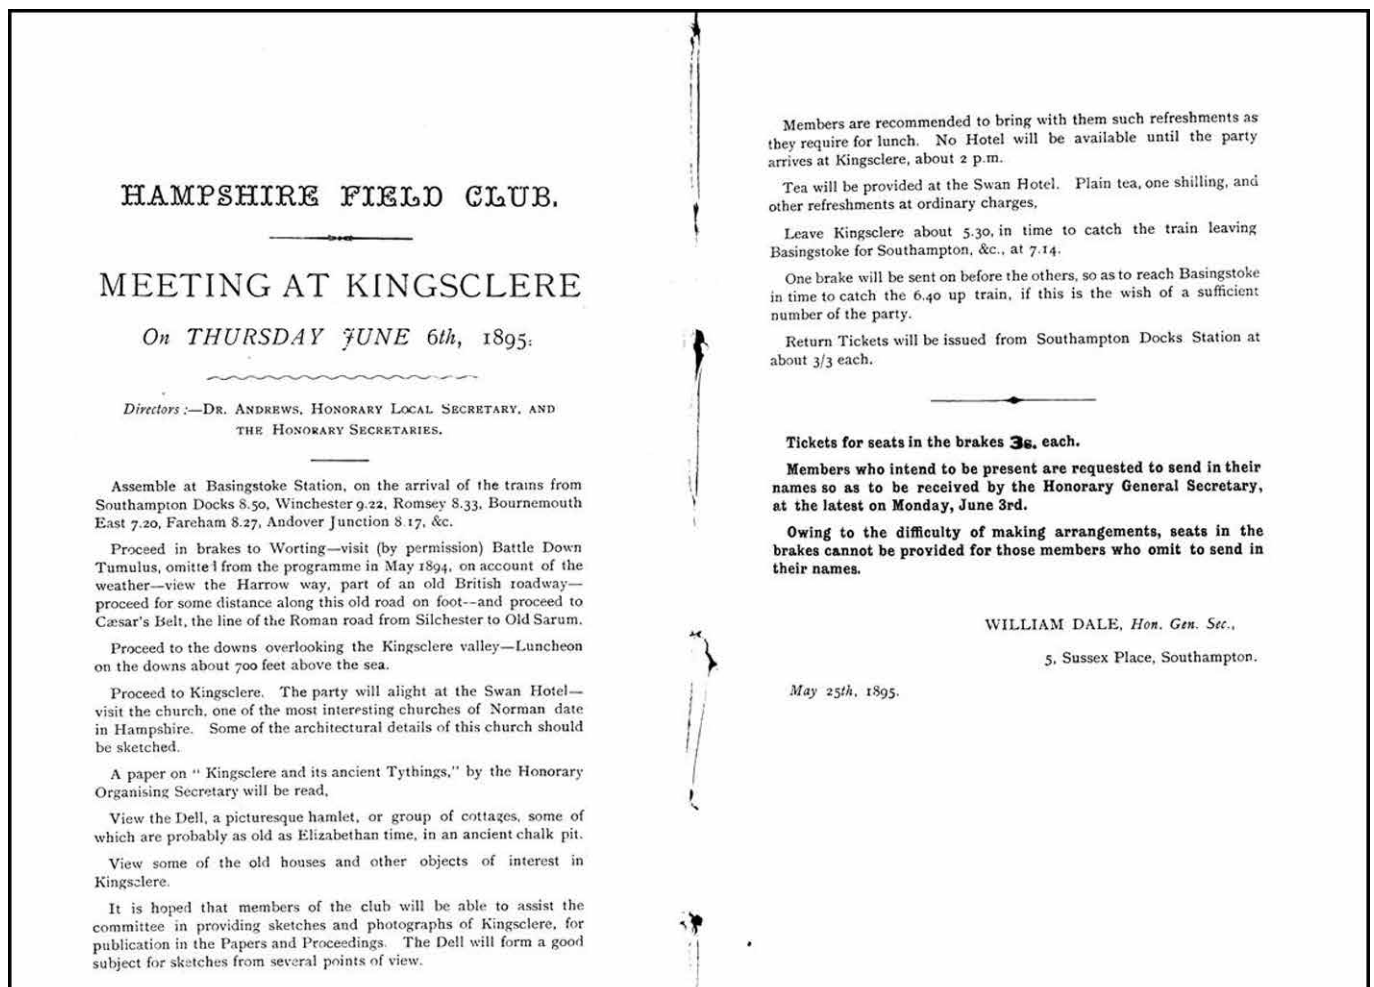 HAMPSHIRE FIELD CLUB.
MEETING AT KINGSCLERE
On THURSDAY JUNE 6th, 1895.
Directors:—DR. ANDREWS, HONORARY LOCAL SECRETARY, AND
THE HONORARY SECRETARIES.
Assemble at Basingstoke Station, on the arrival of the trains from
Southampton Docks 8.50, Winchester 9.22, Romsey 8.33, Bournemouth
East 7.20, Fareham 8.27, Andover Junction 8.17, &c.
Proceed in brakes to Worting—visit (by permission) Battle Down
Tumulus, omitted from the programme in May 1894, on account of the
weather—view the Harrow way, part of an old British roadway—
proceed for some distance along this old road on foot--and proceed to
Cæsar's Belt, the line of the Roman road from Silchester to Old Sarum.
Proceed to the downs overlooking the Kingsclere valley—Luncheon
on the downs about 700 feet above the sea.
Proceed to Kingsclere. The party will alight at the Swan Hotel—
visit the church, one of the most interesting churches of Norman date
in Hampshire. Some of the architectural details of this church should
be sketched.
A paper on "Kingsclere and its ancient Tythings," by the Honorary
Organising Secretary will be read,
View the Dell, a picturesque hamlet, or group of cottages, some of
which are probably as old as Elizabethan time, in an ancient chalk pit.
View some of the old houses and other objects of interest in
Kingsclere.
It is hoped that members of the club will be able to assist the
committee in providing sketches and photographs of Kingsclere, for
publication in the Papers and Proceedings. The Dell will form a good
subject for sketches from several points of view.
Members are recommended to bring with them such refreshments as
they require for lunch. No Hotel will be available until the party
arrives at Kingsclere, about 2 p.m.
Tea will be provided at the Swan Hotel. Plain tea, one shilling, and
other refreshments at ordinary charges,
Leave Kingsclere about 5.30, in time to catch the train leaving
Basingstoke for Southampton, &c., at 7.14.
One brake will be sent on before the others, so as to reach Basingstoke
in time to catch the 6.40 up train, if this is the wish of a sufficient
number of the party.
Return Tickets will be issued from Southampton Docks Station at
about 3/3 each.
Tickets for seats in the brakes 3s. each.
Members who intend to be present are requested to send in their
names so as to be received by the Honorary General Secretary,
at the latest on Monday, June 3rd.
Owing to the difficulty of making arrangements, seats in the
brakes cannot be provided for those members who omit to send in
their names.
WILLIAM DALE, Hon. Gen. Sec.,
5, Sussex Place, Southampton.
May 25th, 1895.